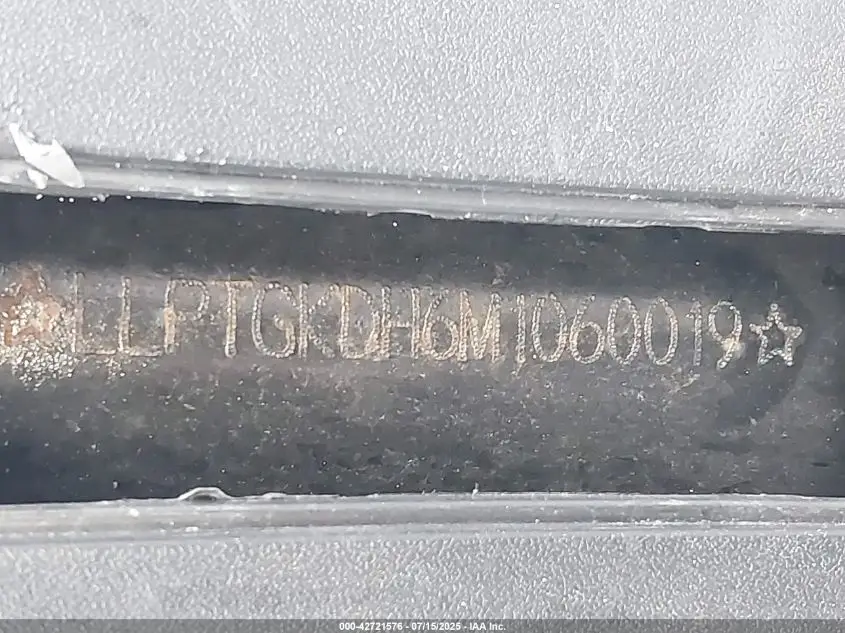 ☆LLPTGKDH6M1060019☆
000-42721576 - 07/15/2025 - IAA Inc.